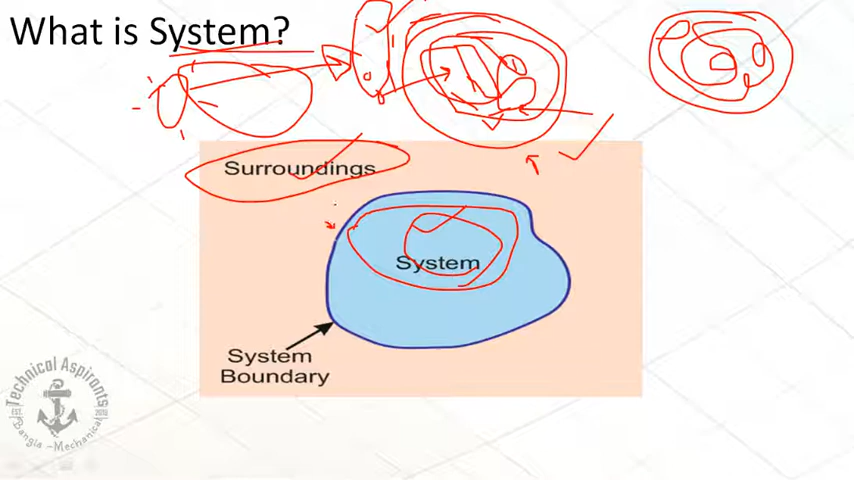 What is System?
Surroundings
System
System
Boundary
Technical Aspirants
Bangla - Mechanical